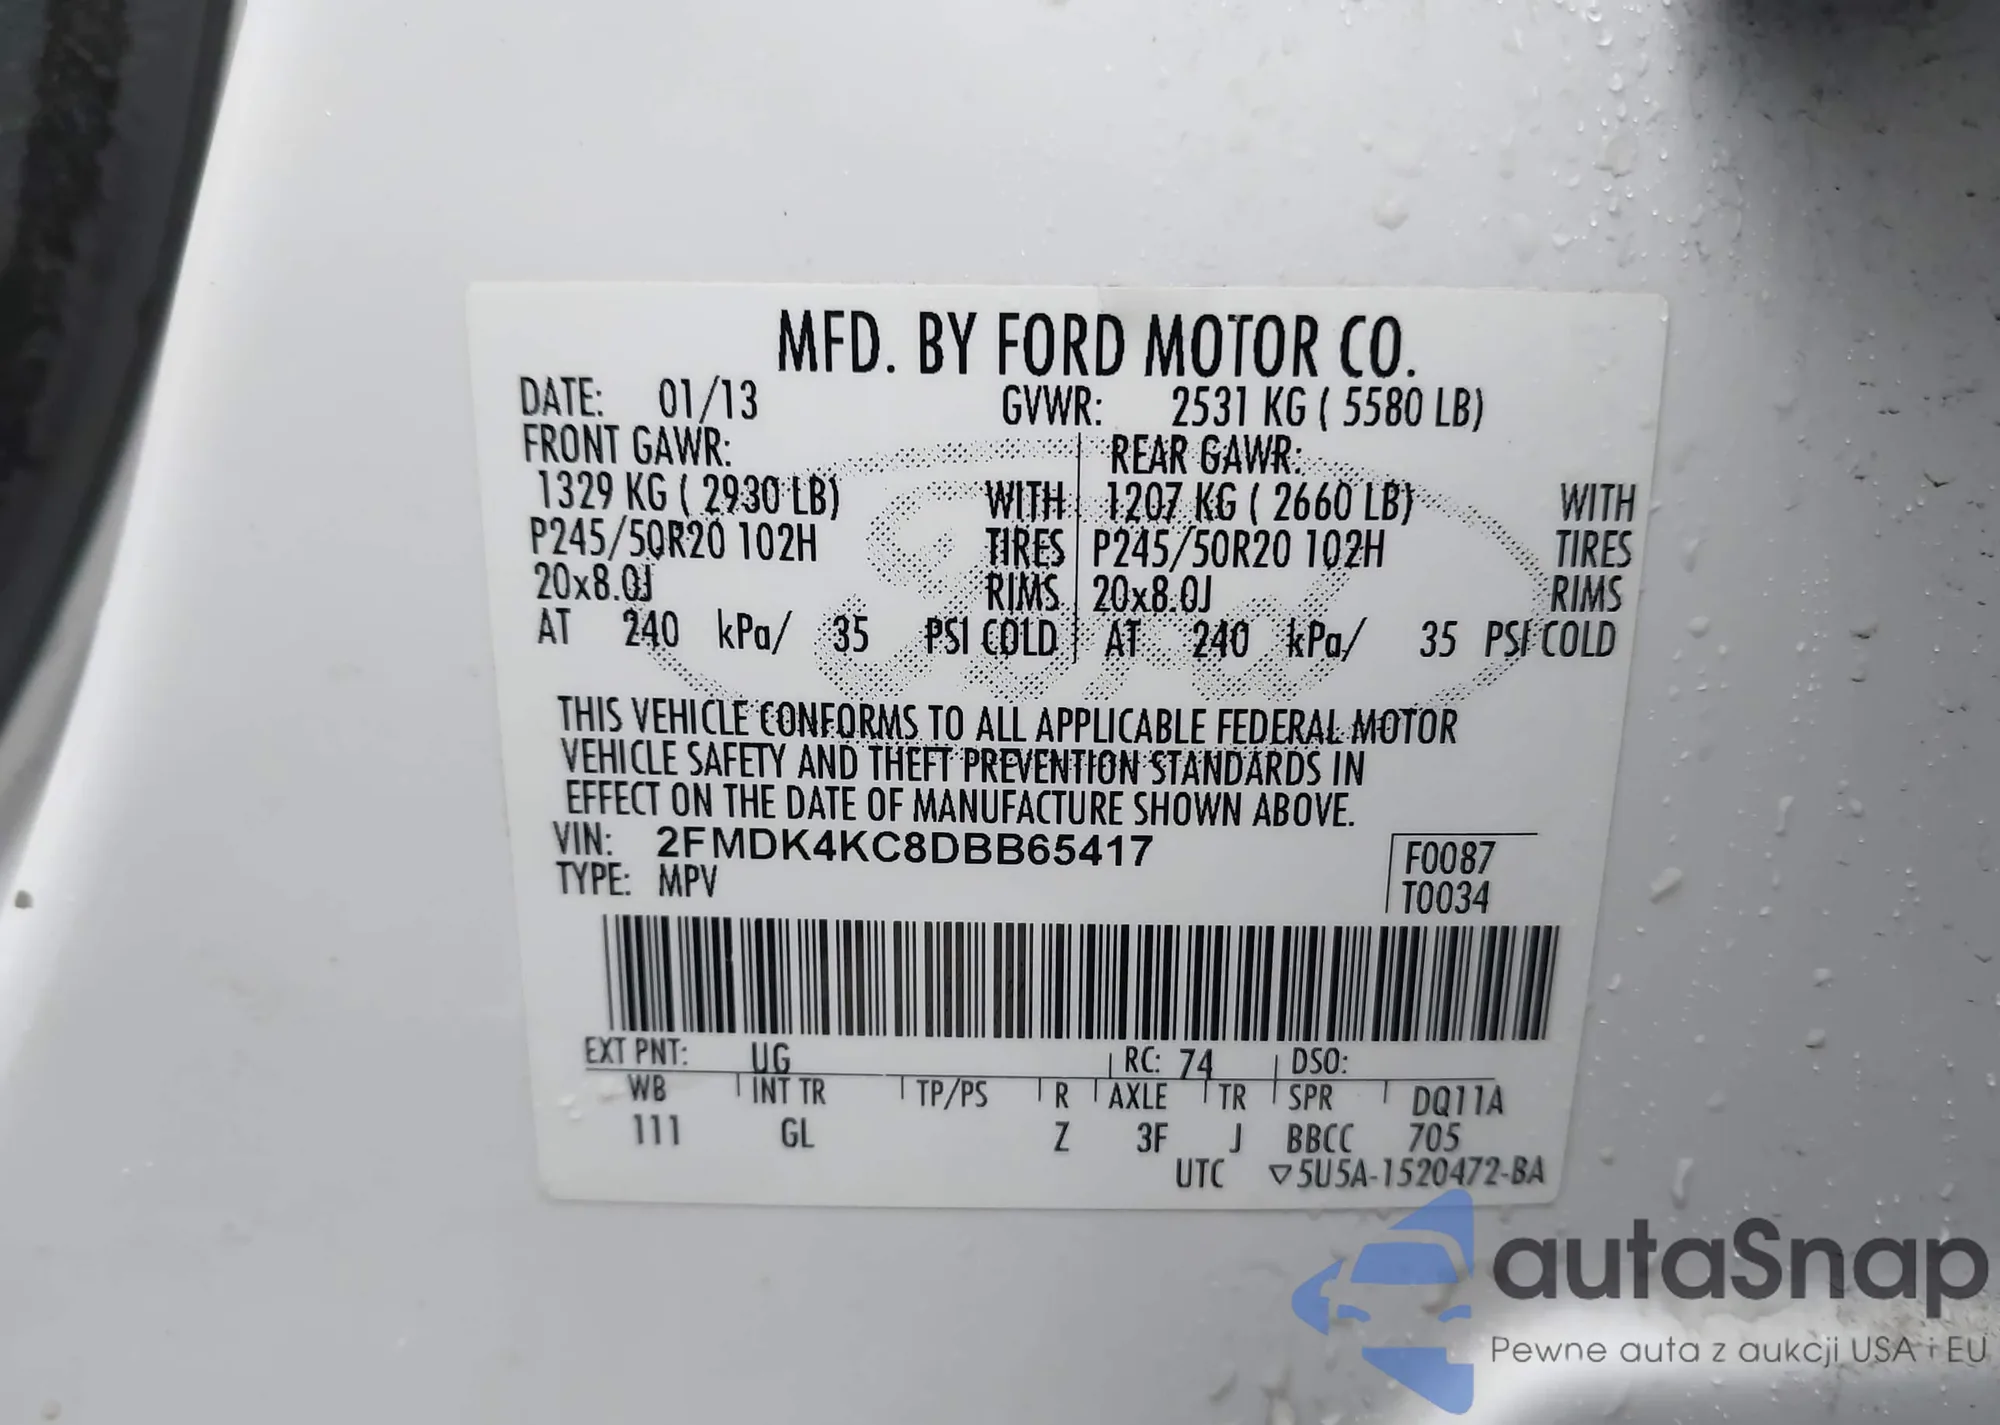 MFD. BY FORD MOTOR CO.
DATE: 01/13 GVWR: 2531 KG ( 5580 LB)
FRONT GAWR: REAR GAWR:
1329 KG ( 2930 LB) WITH 1207 KG ( 2660 LB) WITH
P245/50R20 102H TIRES P245/50R20 102H TIRES
20x8.0J RIMS 20x8.0J RIMS
AT 240 kPa/ 35 PSI COLD AT 240 kPa/ 35 PSI COLD
THIS VEHICLE CONFORMS TO ALL APPLICABLE FEDERAL MOTOR
VEHICLE SAFETY AND THEFT PREVENTION STANDARDS IN
EFFECT ON THE DATE OF MANUFACTURE SHOWN ABOVE.
VIN: 2FMDK4KC8DBB65417 F0087
TYPE: MPV T0034
EXT PNT: UG RC: 74 DSO:
WB INT TR TP/PS R AXLE TR SPR DQ11A
111 GL Z 3F J BBCC 705
UTC ▽5U5A-1520472-BA
autaSnap
Pewne auta z aukcji USA i EU